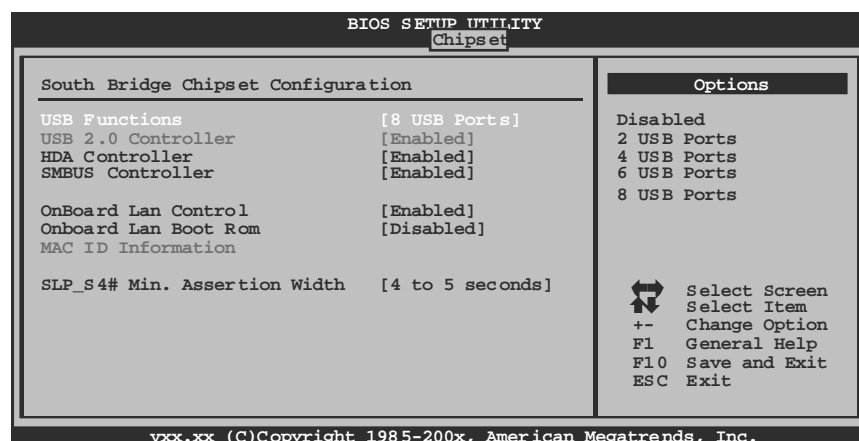 BIOS SETUP UTILITY
Chipset
South Bridge Chipset Configuration
USB Functions [8 USB Ports]
USB 2.0 Controller [Enabled]
HDA Controller [Enabled]
SMBUS Controller [Enabled]
OnBoard Lan Control [Enabled]
Onboard Lan Boot Rom [Disabled]
MAC ID Information
SLP_S4# Min. Assertion Width [4 to 5 seconds]
Options
Disabled
2 USB Ports
4 USB Ports
6 USB Ports
8 USB Ports
Select Screen
Select Item
+- Change Option
F1 General Help
F10 Save and Exit
ESC Exit
vxx.xx (C)Copyright 1985-200x, American Megatrends, Inc.